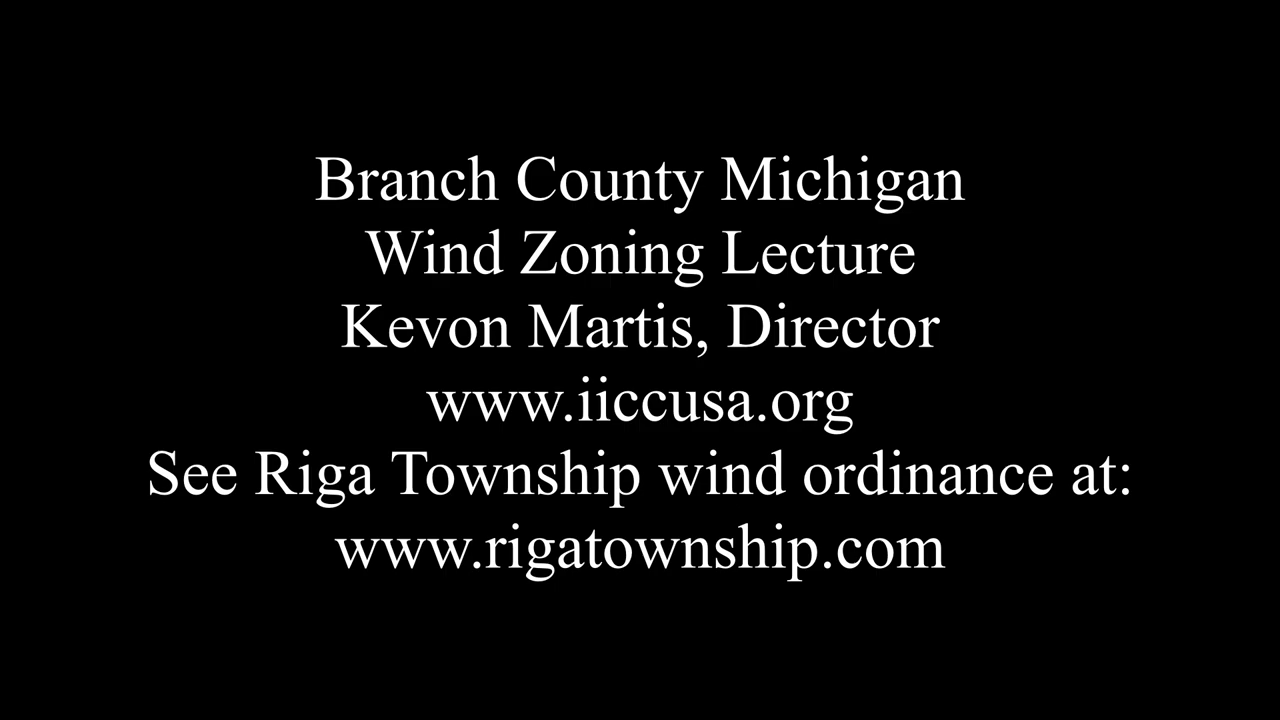 Branch County Michigan
Wind Zoning Lecture
Kevon Martis, Director
www.iiccusa.org
See Riga Township wind ordinance at:
www.rigatownship.com